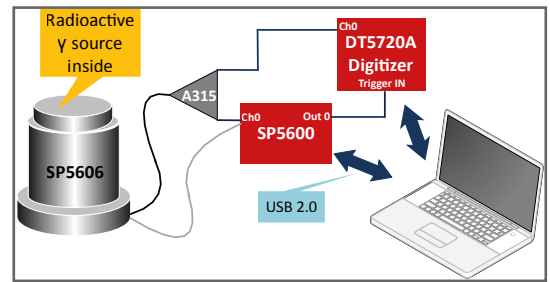 Radioactive
γ source
inside
Ch0
DT5720A
Digitizer
Trigger IN
A315
Ch0
Out 0
SP5600
SP5606
USB 2.0